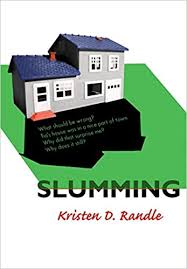 What should be wrong?
Tia's house was in a nice part of town
Why did that surprise me?
Why does it still?
SLUMMING
Kristen D. Randle